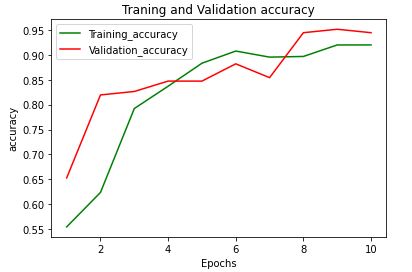 Traning and Validation accuracy
Training_accuracy
Validation_accuracy
0.95
0.90
0.85
0.80
0.75
0.70
0.65
0.60
0.55
accuracy
2 4 6 8 10
Epochs